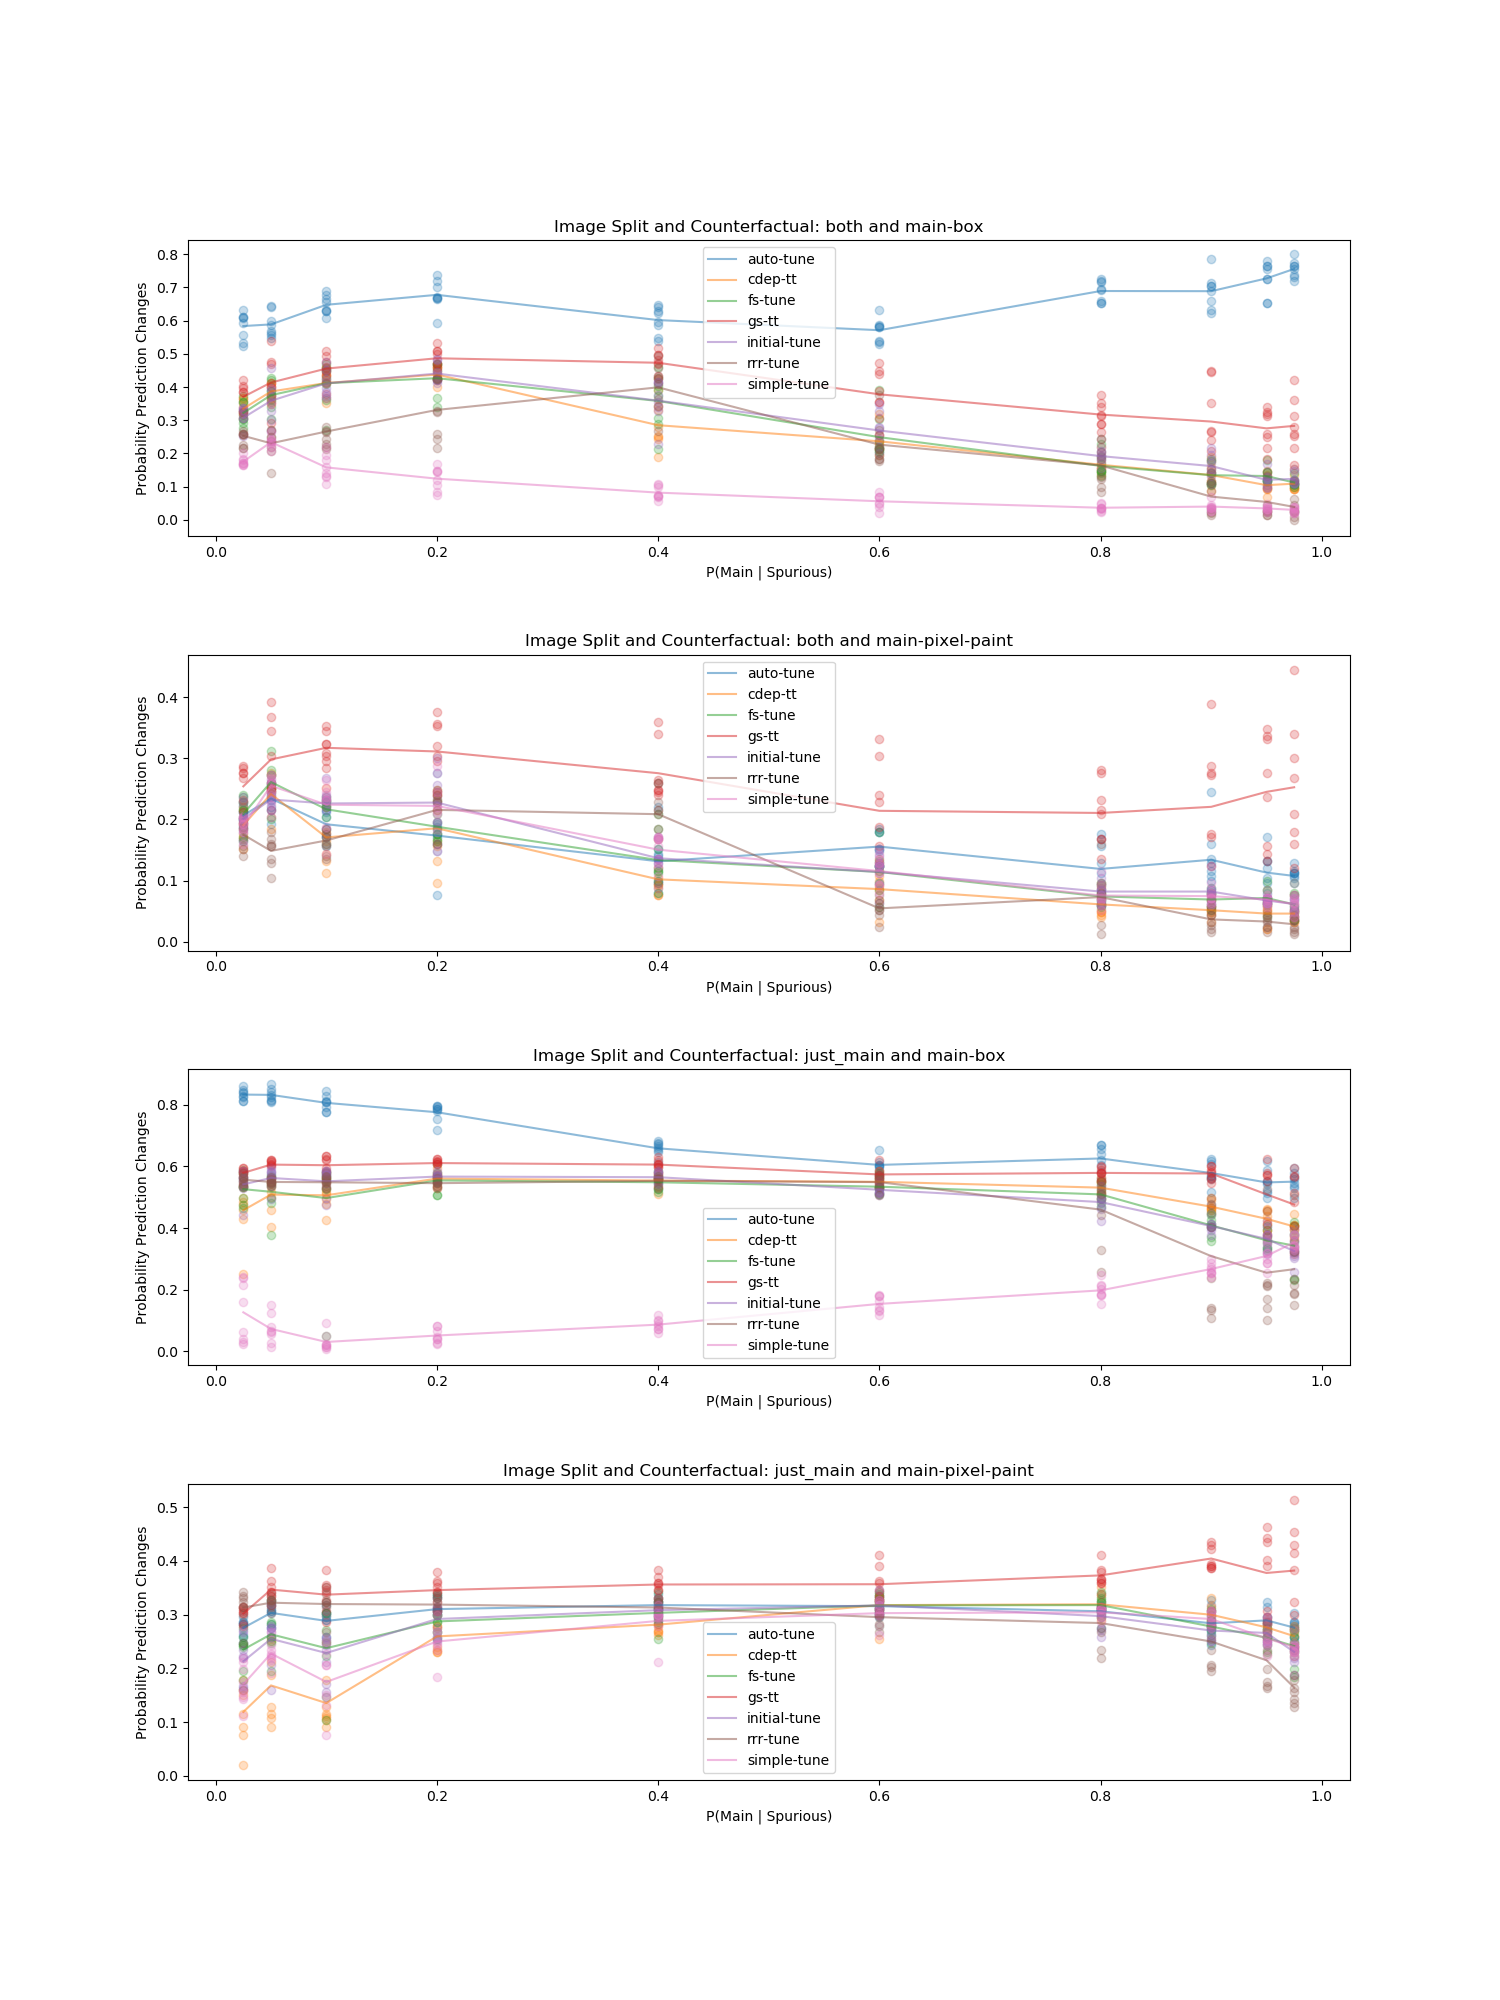 Image Split and Counterfactual: both and main-box
Probability Prediction Changes
0.8
0.7
0.6
0.5
0.4
0.3
0.2
0.1
0.0
auto-tune
cdep-tt
fs-tune
gs-tt
initial-tune
rrr-tune
simple-tune
0.0 0.2 0.4 0.6 0.8 1.0
P(Main | Spurious)
Image Split and Counterfactual: both and main-pixel-paint
Probability Prediction Changes
0.4
0.3
0.2
0.1
0.0
auto-tune
cdep-tt
fs-tune
gs-tt
initial-tune
rrr-tune
simple-tune
0.0 0.2 0.4 0.6 0.8 1.0
P(Main | Spurious)
Image Split and Counterfactual: just_main and main-box
Probability Prediction Changes
0.8
0.6
0.4
0.2
0.0
auto-tune
cdep-tt
fs-tune
gs-tt
initial-tune
rrr-tune
simple-tune
0.0 0.2 0.4 0.6 0.8 1.0
P(Main | Spurious)
Image Split and Counterfactual: just_main and main-pixel-paint
Probability Prediction Changes
0.5
0.4
0.3
0.2
0.1
0.0
auto-tune
cdep-tt
fs-tune
gs-tt
initial-tune
rrr-tune
simple-tune
0.0 0.2 0.4 0.6 0.8 1.0
P(Main | Spurious)